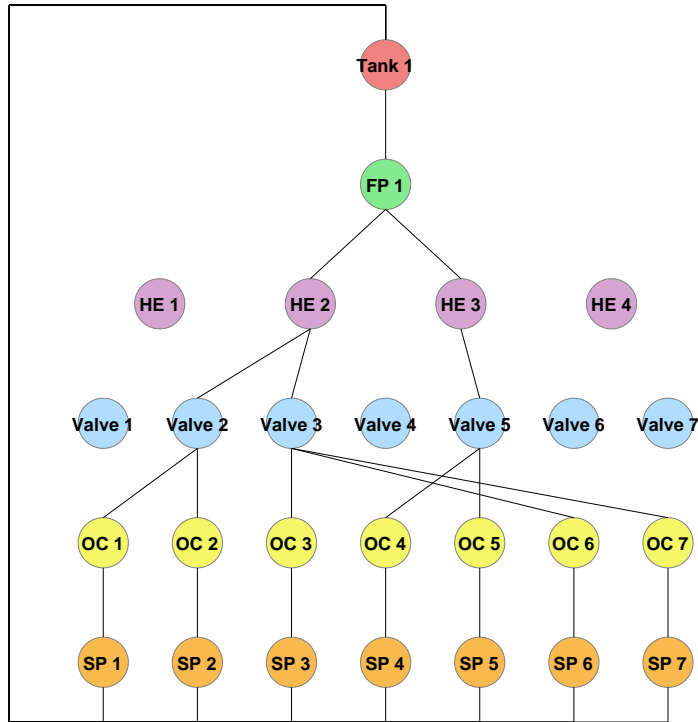 Tank 1
FP 1
HE 1 HE 2 HE 3 HE 4
Valve 1 Valve 2 Valve 3 Valve 4 Valve 5 Valve 6 Valve 7
OC 1 OC 2 OC 3 OC 4 OC 5 OC 6 OC 7
SP 1 SP 2 SP 3 SP 4 SP 5 SP 6 SP 7